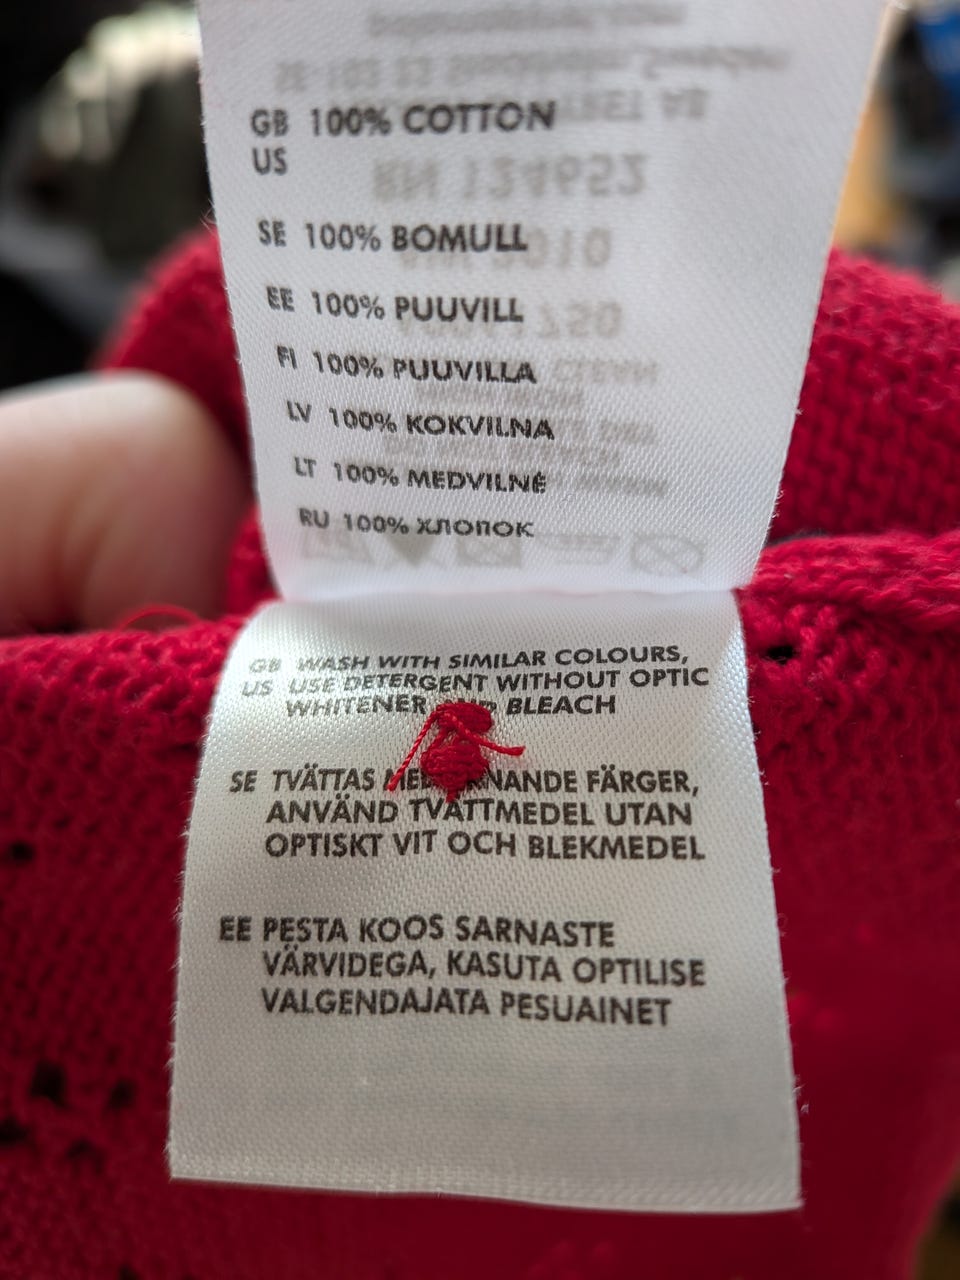 GB 100% COTTON
US
SE 100% BOMULL
EE 100% PUUVILL
FI 100% PUUVILLA
LV 100% KOKVILNA
LT 100% MEDVILNĖ
RU 100% ХЛОПОК
GB WASH WITH SIMILAR COLOURS,
US USE DETERGENT WITHOUT OPTIC
WHITENER BLEACH
SE TVÄTTAS FÄRGER,
ANVÄND TVÄTTMEDEL UTAN
OPTISKT VIT OCH BLEKMEDEL
EE PESTA KOOS SARNASTE
VÄRVIDEGA, KASUTA OPTILISE
VALGENDAJATA PESUAINET